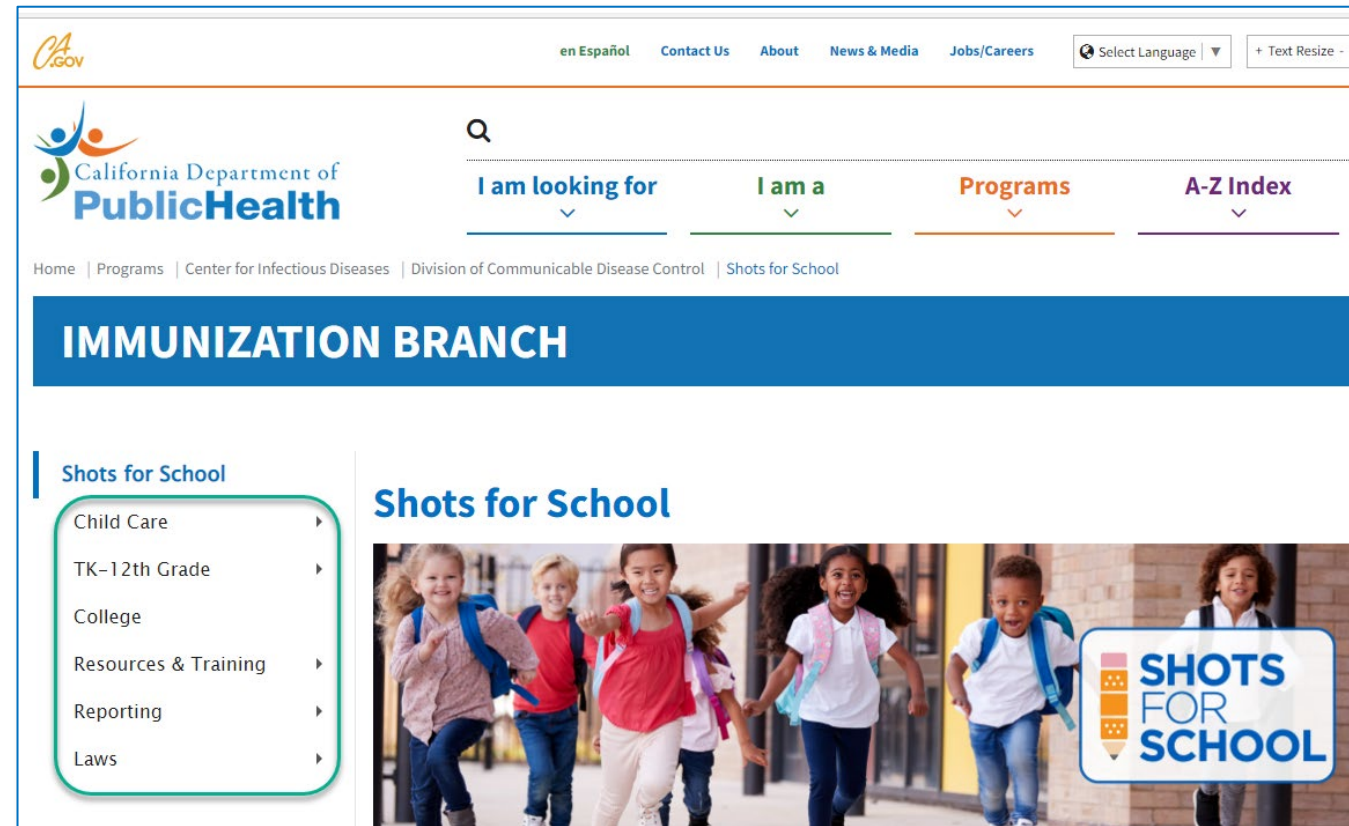 CA.GOV
en Español Contact Us About News & Media Jobs/Careers Select Language ▼ + Text Resize -
California Department of
PublicHealth
I am looking for I am a Programs A-Z Index
Home | Programs | Center for Infectious Diseases | Division of Communicable Disease Control | Shots for School
IMMUNIZATION BRANCH
Shots for School
Child Care
TK–12th Grade
College
Resources & Training
Reporting
Laws
Shots for School
SHOTS
FOR
SCHOOL